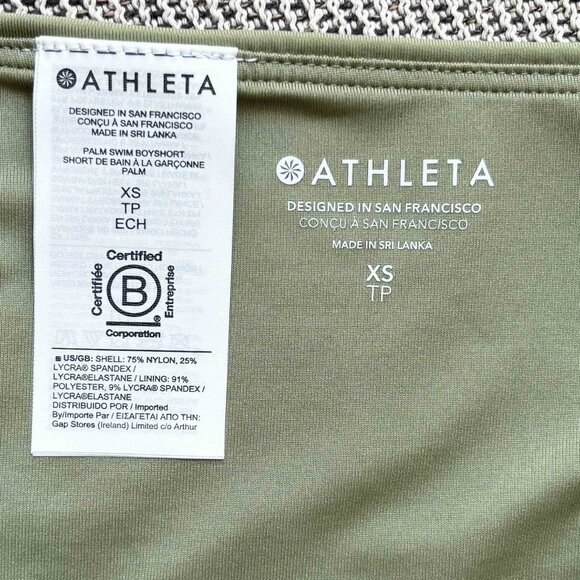 ATHLETA
DESIGNED IN SAN FRANCISCO
CONÇU À SAN FRANCISCO
MADE IN SRI LANKA
PALM SWIM BOYSHORT
SHORT DE BAIN À LA GARÇONNE
PALM
XS
TP
ECH
Certified
Certifiée
B
Entreprise
Corporation
US/GB: SHELL: 75% NYLON, 25%
LYCRA® SPANDEX /
LYCRA®ELASTANE / LINING: 91%
POLYESTER, 9% LYCRA® SPANDEX /
LYCRA®ELASTANE
DISTRIBUIDO POR / Imported
By/Importe Par / ΕΙΣΑΓΕΤΑΙ ΑΠΟ ΤΗΝ:
Gap Stores (Ireland) Limited c/o Arthur
ATHLETA
DESIGNED IN SAN FRANCISCO
CONÇU À SAN FRANCISCO
MADE IN SRI LANKA
XS
TP